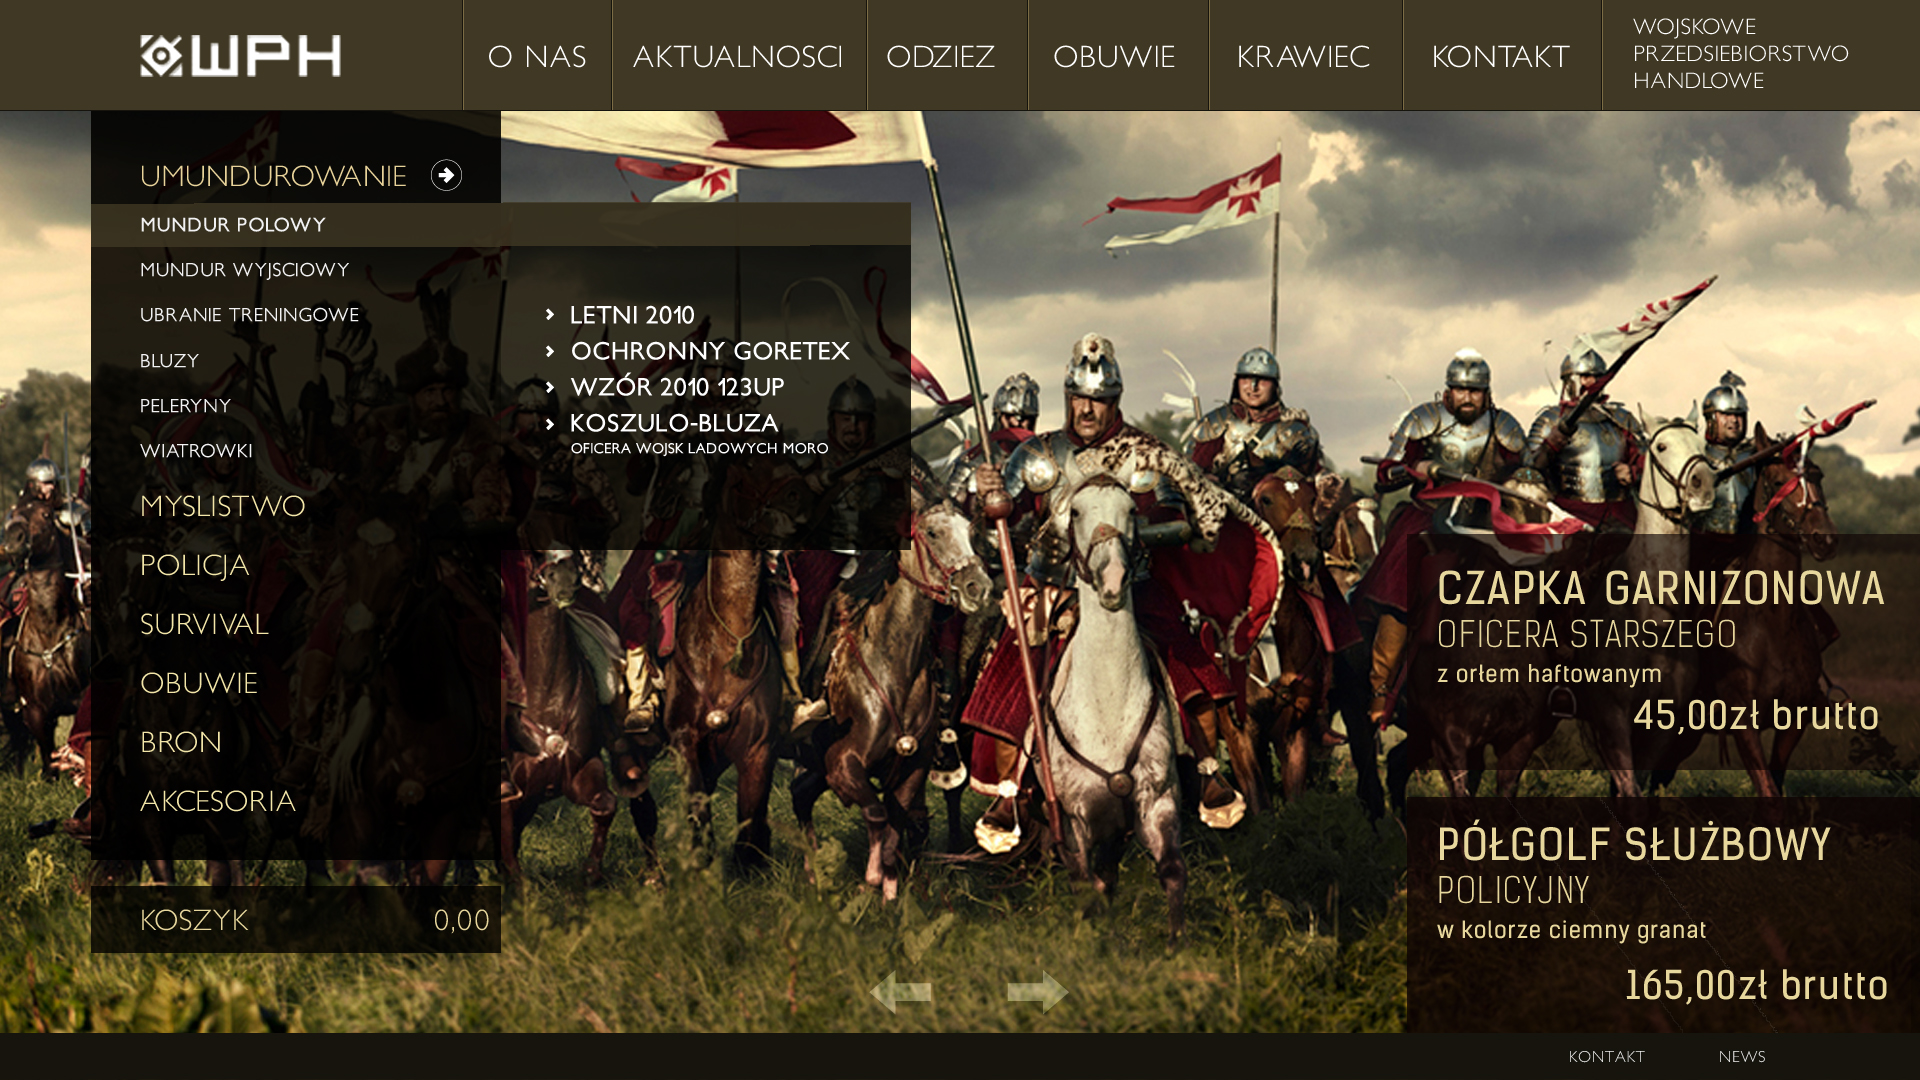 WPH
O NAS
AKTUALNOSCI
ODZIEZ
OBUWIE
KRAWIEC
KONTAKT
WOJSKOWE
PRZEDSIEBIORSTWO
HANDLOWE
UMUNDUROWANIE
MUNDUR POLOWY
MUNDUR WYJSCIOWY
UBRANIE TRENINGOWE
BLUZY
PELERYNY
WIATROWKI
MYSLISTWO
POLICJA
SURVIVAL
OBUWIE
BRON
AKCESORIA
KOSZYK 0,00
LETNI 2010
OCHRONNY GORETEX
WZÓR 2010 123UP
KOSZULO-BLUZA
OFICERA WOJSK LADOWYCH MORO
CZAPKA GARNIZONOWA
OFICERA STARSZEGO
z orłem haftowanym
45,00zł brutto
PÓŁGOLF SŁUŻBOWY
POLICYJNY
w kolorze ciemny granat
165,00zł brutto
KONTAKT
NEWS